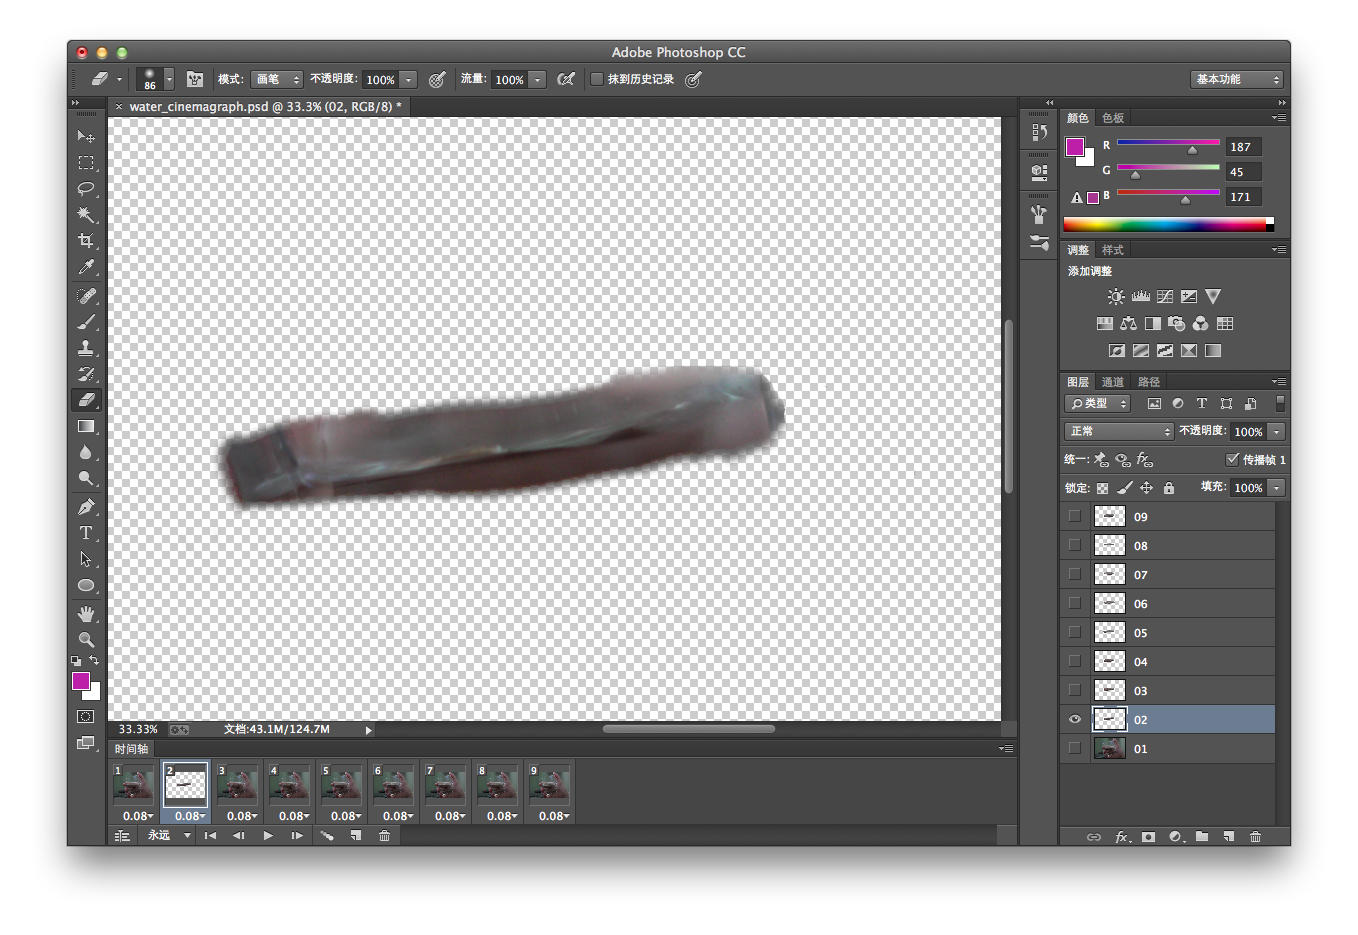 Adobe Photoshop CC
86 模式: 画笔 不透明度: 100% 流量: 100% 抹到历史记录 基本功能
× water_cinemagraph.psd @ 33.3% (02, RGB/8) *
颜色 色板
R 187
G 45
B 171
调整 样式
添加调整
图层 通道 路径
类型 T
正常 不透明度: 100%
统一: 传播帧 1
锁定: 填充: 100%
09
08
07
06
05
04
03
02
01
33.33% 文档:43.1M/124.7M
时间轴
1 2 3 4 5 6 7 8 9
0.08 0.08 0.08 0.08 0.08 0.08 0.08 0.08 0.08
永远
fx